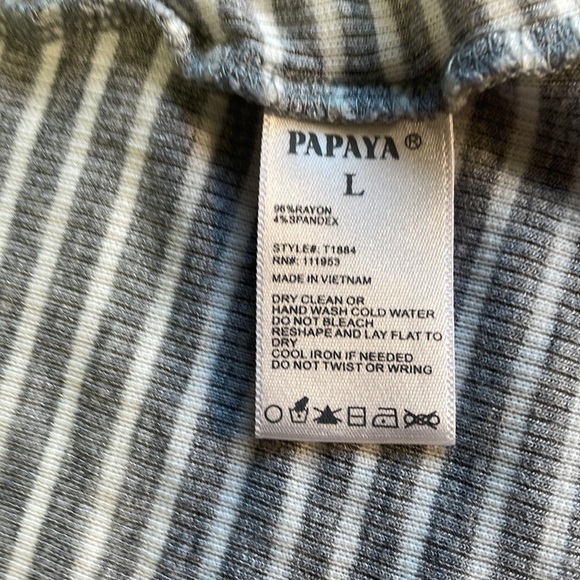 PAPAYA®
L
96%RAYON
4%SPANDEX
STYLE#: T1884
RN#: 111953
MADE IN VIETNAM
DRY CLEAN OR
HAND WASH COLD WATER
DO NOT BLEACH
RESHAPE AND LAY FLAT TO
DRY
COOL IRON IF NEEDED
DO NOT TWIST OR WRING